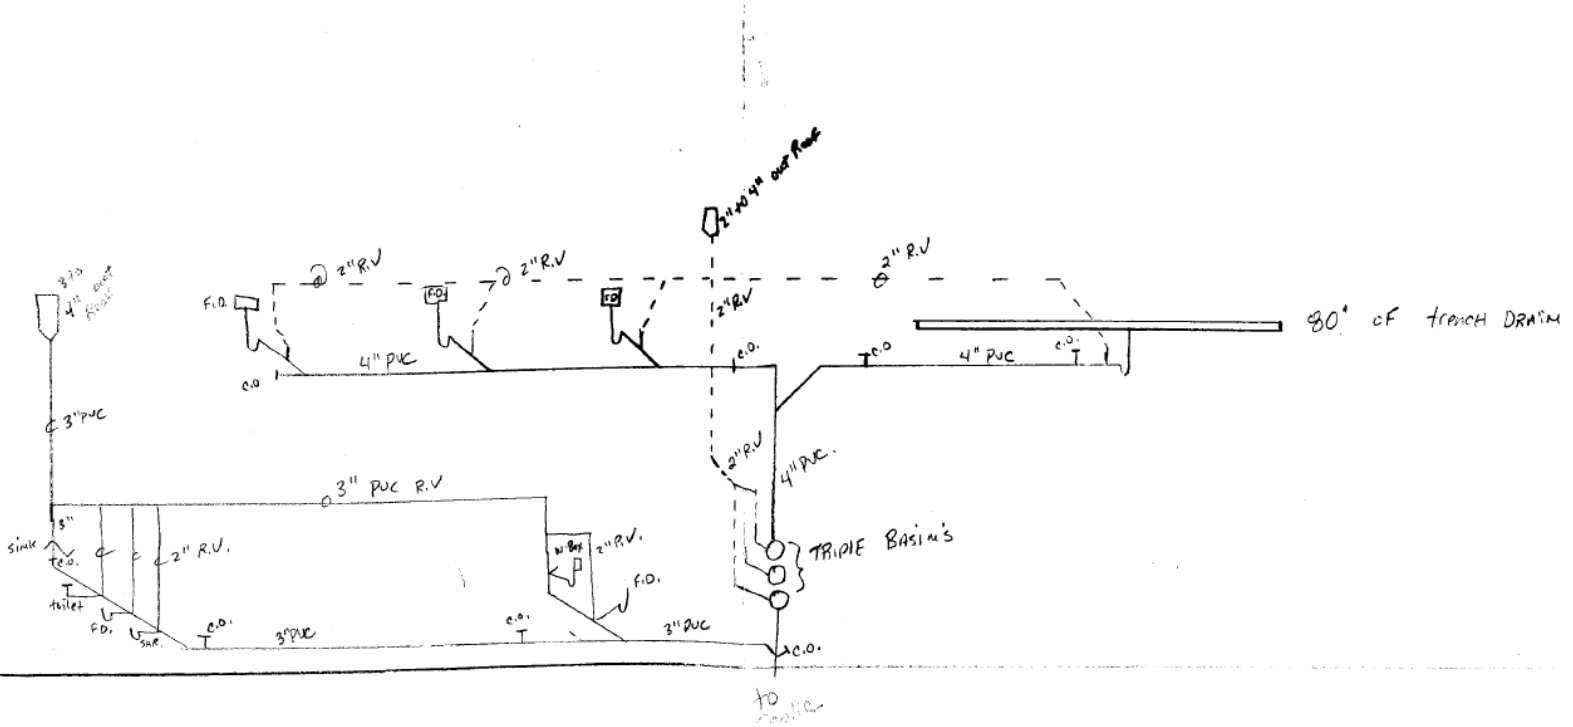 2" to 4" out Roof
2" R.V
2" R.V
2" R.V
3 to
4" out
Roof
F.D.
F.D.
FD
2" R.V
80' OF TRENCH DRAIN
4" PVC
C.O.
C.O
4" PVC
C.O.
C.O
3" PVC
2" R.V
4" PVC.
3" PVC R.V
3"
sink
C.O.
2" R.V.
W-Box
2" R.V.
TRIPLE BASIN'S
toilet
F.D.
F.D.
SHR.
C.O.
3" PVC
C.O.
3" PVC
C.O.
to